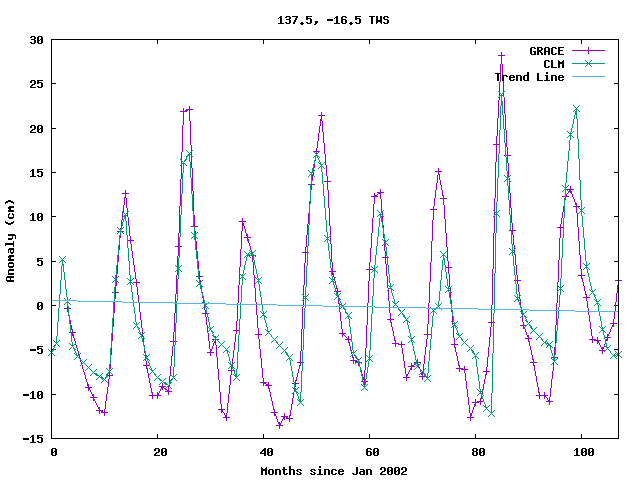 137.5, -16.5 TWS
GRACE
CLM
Trend Line
30
25
20
15
10
5
0
-5
-10
-15
Anomaly (cm)
0 20 40 60 80 100
Months since Jan 2002